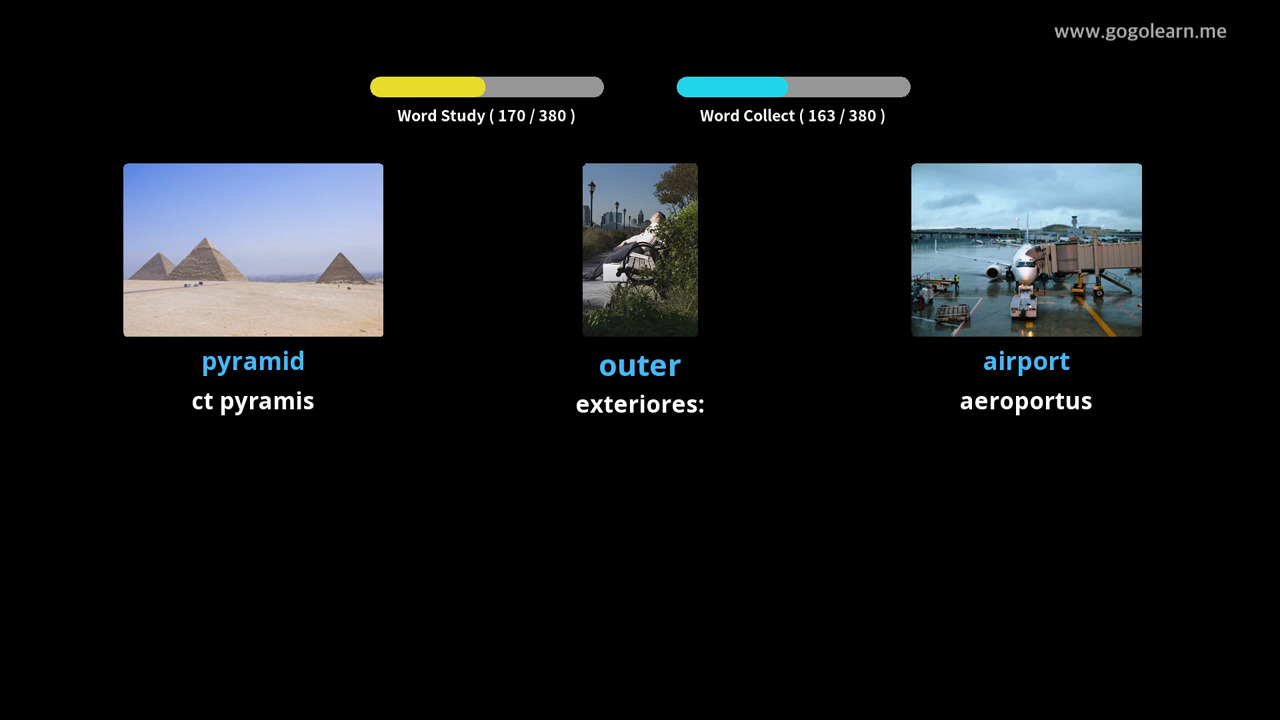 www.gogolearn.me
Word Study ( 170 / 380 )
Word Collect ( 163 / 380 )
pyramid
ct pyramis
outer
exteriores:
airport
aeroportus